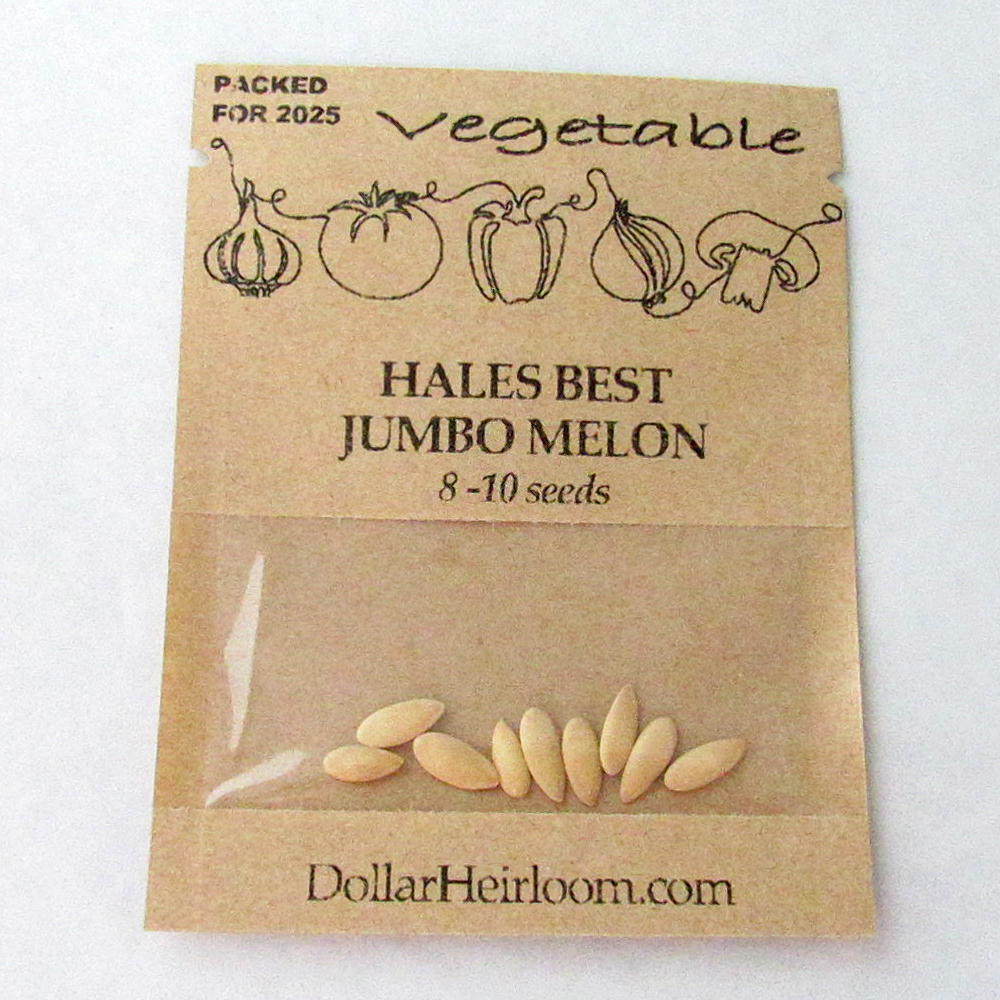 PACKED
FOR 2025
Vegetable
HALES BEST
JUMBO MELON
8 -10 seeds
DollarHeirloom.com